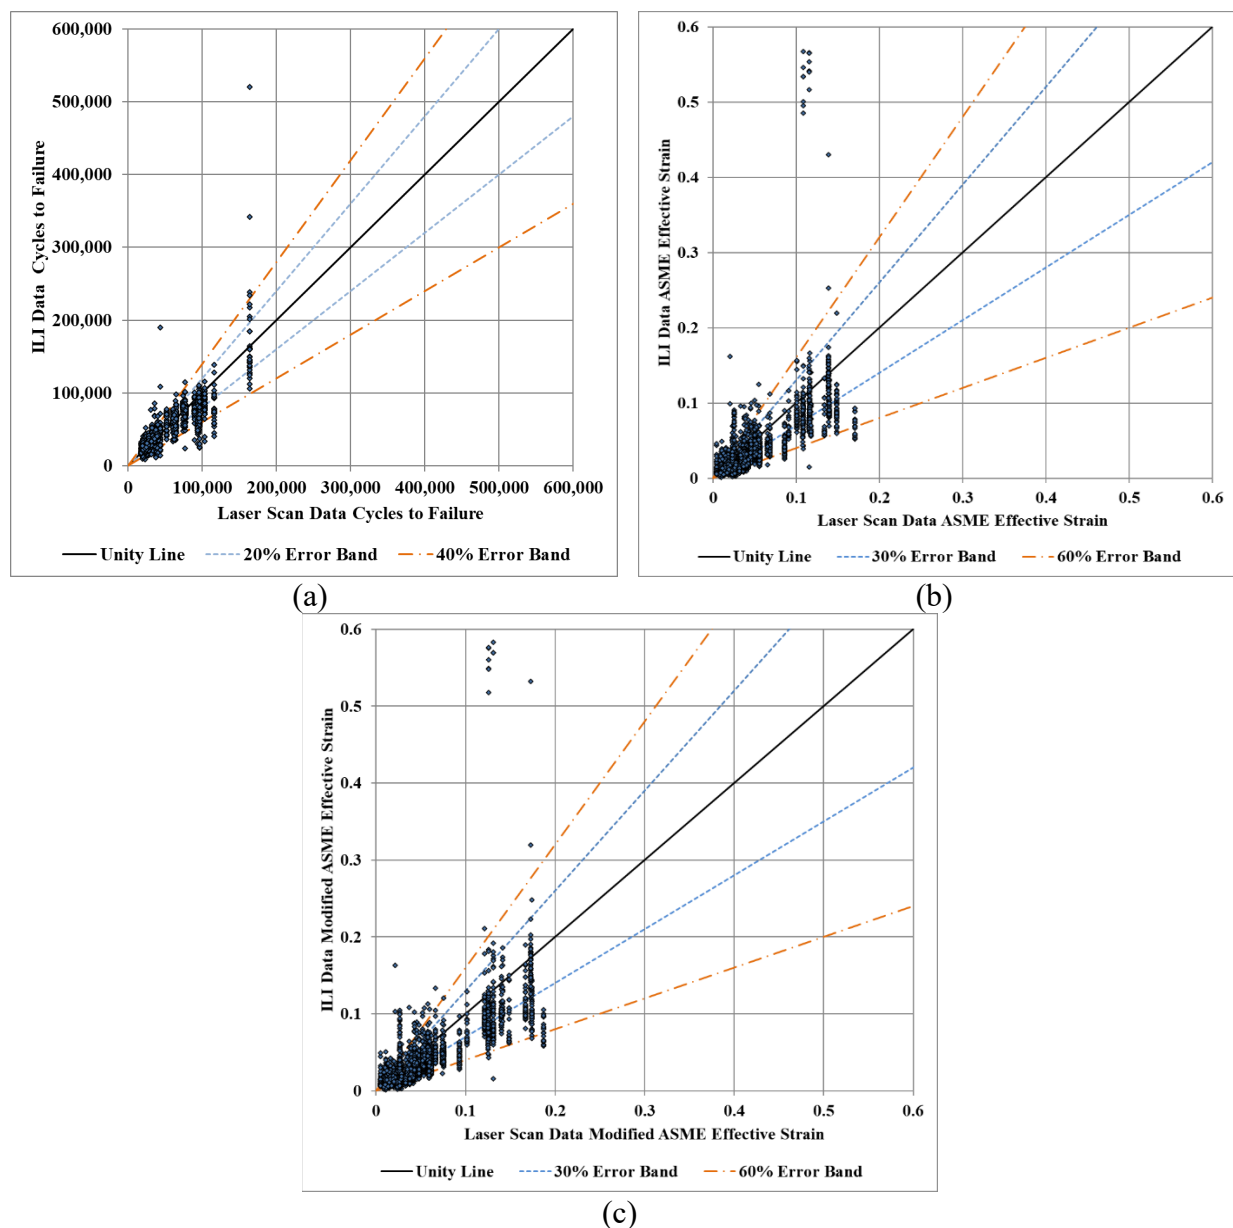 600,000
500,000
400,000
300,000
200,000
100,000
0
ILI Data Cycles to Failure
0 100,000 200,000 300,000 400,000 500,000 600,000
Laser Scan Data Cycles to Failure
Unity Line 20% Error Band 40% Error Band
(a)
0.6
0.5
0.4
0.3
0.2
0.1
0
ILI Data ASME Effective Strain
0 0.1 0.2 0.3 0.4 0.5 0.6
Laser Scan Data ASME Effective Strain
Unity Line 30% Error Band 60% Error Band
(b)
0.6
0.5
0.4
0.3
0.2
0.1
0
ILI Data Modified ASME Effective Strain
0 0.1 0.2 0.3 0.4 0.5 0.6
Laser Scan Data Modified ASME Effective Strain
Unity Line 30% Error Band 60% Error Band
(c)